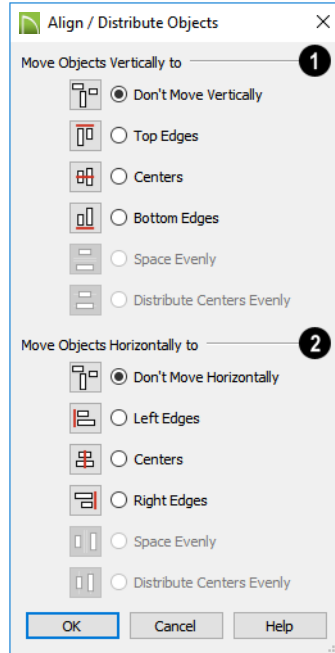 Align / Distribute Objects
Move Objects Vertically to
1
Don't Move Vertically
Top Edges
Centers
Bottom Edges
Space Evenly
Distribute Centers Evenly
Move Objects Horizontally to
2
Don't Move Horizontally
Left Edges
Centers
Right Edges
Space Evenly
Distribute Centers Evenly
OK Cancel Help